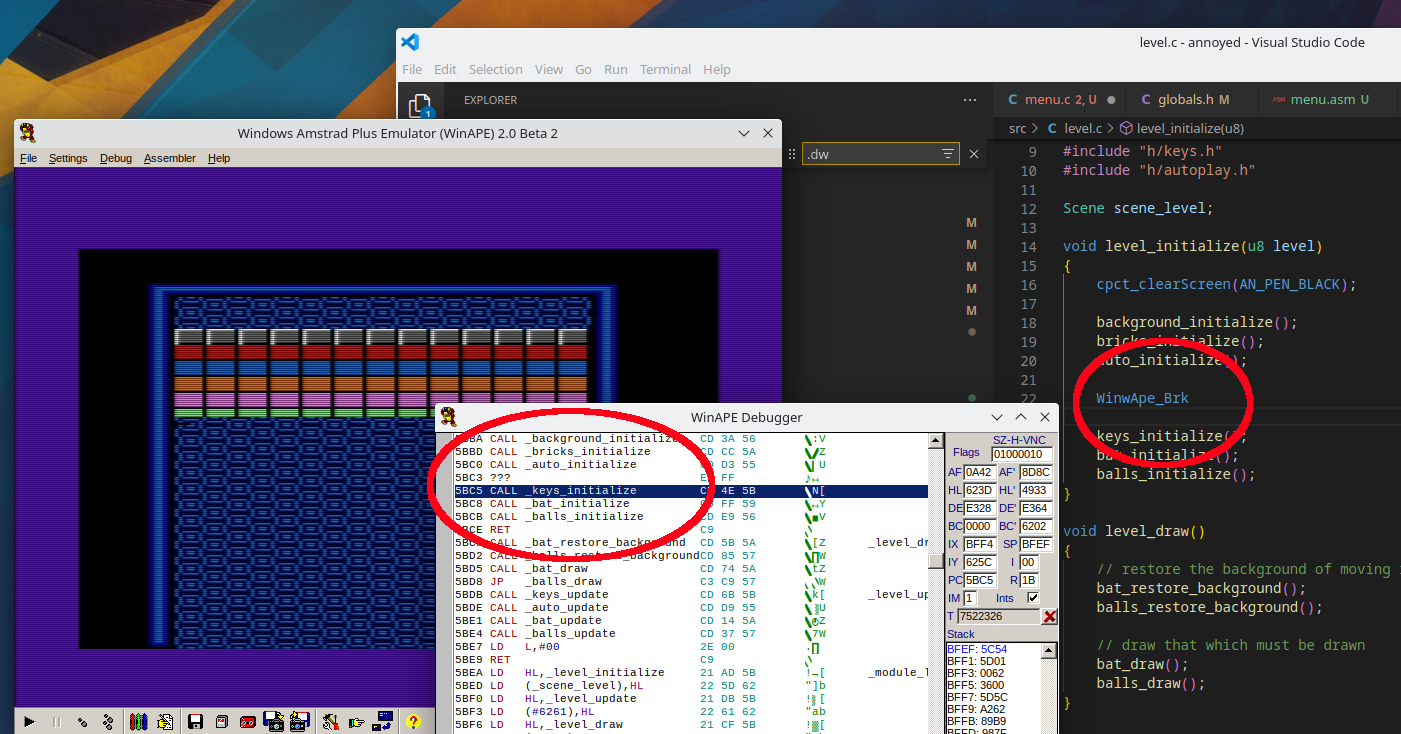 level.c - annoyed - Visual Studio Code
File Edit Selection View Go Run Terminal Help
1
EXPLORER ...
.dw
M
M
M
M
M
C menu.c 2, U ● C globals.h M ASM menu.asm U
src > C level.c > level_initialize(u8)
9 #include "h/keys.h"
10 #include "h/autoplay.h"
11
12 Scene scene_level;
13
14 void level_initialize(u8 level)
15 {
16 cpct_clearScreen(AN_PEN_BLACK);
17
18 background_initialize();
19 bricks_initialize();
20 auto_initialize();
21
22 WinwApe_Brk
keys_initialize();
bat_initialize();
balls_initialize();
}
void level_draw()
{
// restore the background of moving
bat_restore_background();
balls_restore_background();
// draw that which must be drawn
bat_draw();
balls_draw();
}
Windows Amstrad Plus Emulator (WinAPE) 2.0 Beta 2
File Settings Debug Assembler Help
WinAPE Debugger
5BBA CALL _background_initialize CD 3A 56
5BBD CALL _bricks_initialize CD CC 5A
5BC0 CALL _auto_initialize D3 55
5BC3 ??? FF
5BC5 CALL _keys_initialize 4E 5B
5BC8 CALL _bat_initialize FF 59
5BCB CALL _balls_initialize CD E9 56
5BCE RET C9
CALL _bat_restore_background CD 5B 5A _level_dr
5BD2 _balls_restore_background CD 85 57
5BD5 CALL _bat_draw CD 74 5A
5BD8 JP _balls_draw C3 C9 57
5BDB CALL _keys_update CD 6B 5B _level_up
5BDE CALL _auto_update CD D9 55
5BE1 CALL _bat_update CD 14 5A
5BE4 CALL _balls_update CD 37 57
5BE7 LD L,#00 2E 00
5BE9 RET C9
5BEA LD HL,_level_initialize 21 AD 5B _module_l
5BED LD (_scene_level),HL 22 5D 62
5BF0 LD HL,_level_update 21 DB 5B
5BF3 LD (#6261),HL 22 61 62
5BF6 LD HL,_level_draw 21 CF 5B
SZ-H-VNC
Flags 01000010
AF 0A42 AF' 8D8C
HL 623D HL' 4933
DE E328 DE' E364
BC 0000 BC' 6202
IX BFF4 SP BFEF
IY 625C I 00
PC 5BC5 R 1B
IM 1 Ints
T 7522326
Stack
BFEF: 5C54
BFF1: 5D01
BFF3: 0062
BFF5: 3600
BFF7: 5D5C
BFF9: A262
BFFB: 89B9
BFFD: 987F